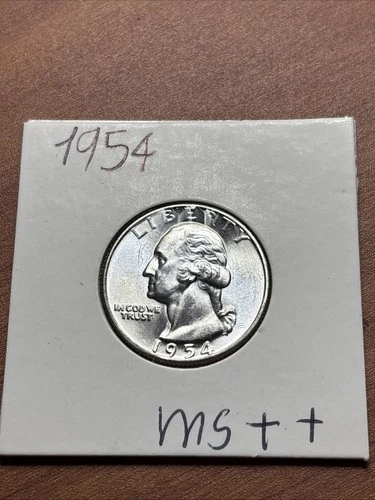 1954
LIBERTY
IN GOD WE
TRUST
1954
MS++